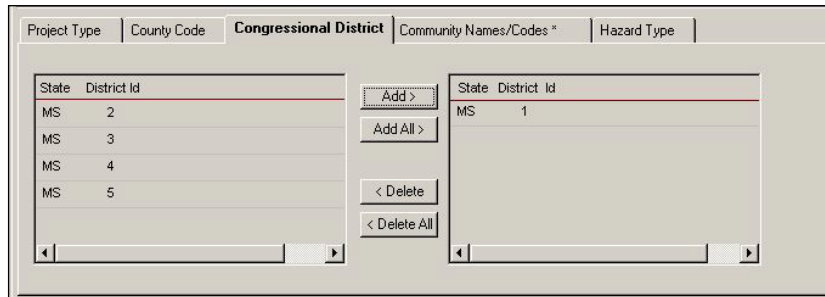 Project Type County Code Congressional District Community Names/Codes * Hazard Type
State District Id
MS 2
MS 3
MS 4
MS 5
Add >
Add All >
< Delete
< Delete All
State District Id
MS 1